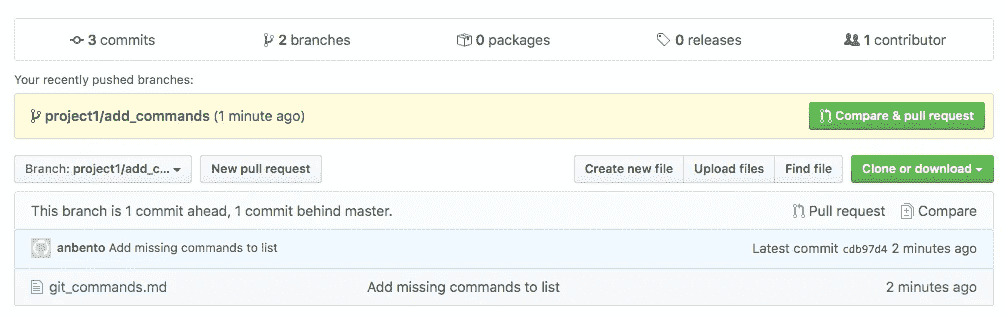 3 commits 2 branches 0 packages 0 releases 1 contributor
Your recently pushed branches:
project1/add_commands (1 minute ago) Compare & pull request
Branch: project1/add_c... New pull request Create new file Upload files Find file Clone or download
This branch is 1 commit ahead, 1 commit behind master. Pull request Compare
anbento Add missing commands to list Latest commit cdb97d4 2 minutes ago
git_commands.md Add missing commands to list 2 minutes ago